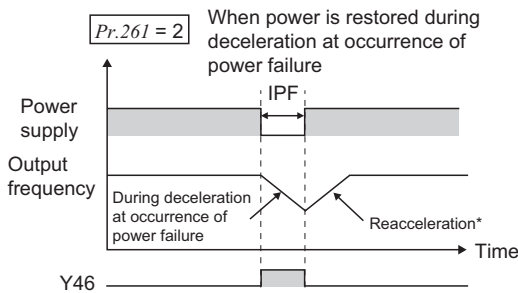 Pr.261 = 2
When power is restored during
deceleration at occurrence of
power failure
IPF
Power
supply
Output
frequency
During deceleration
at occurrence of
power failure
Reacceleration*
Time
Y46